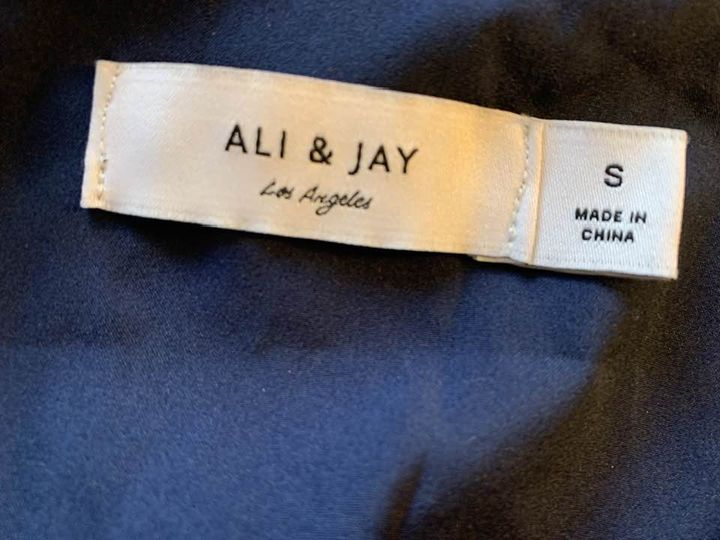 ALI & JAY
Los Angeles
S
MADE IN
CHINA